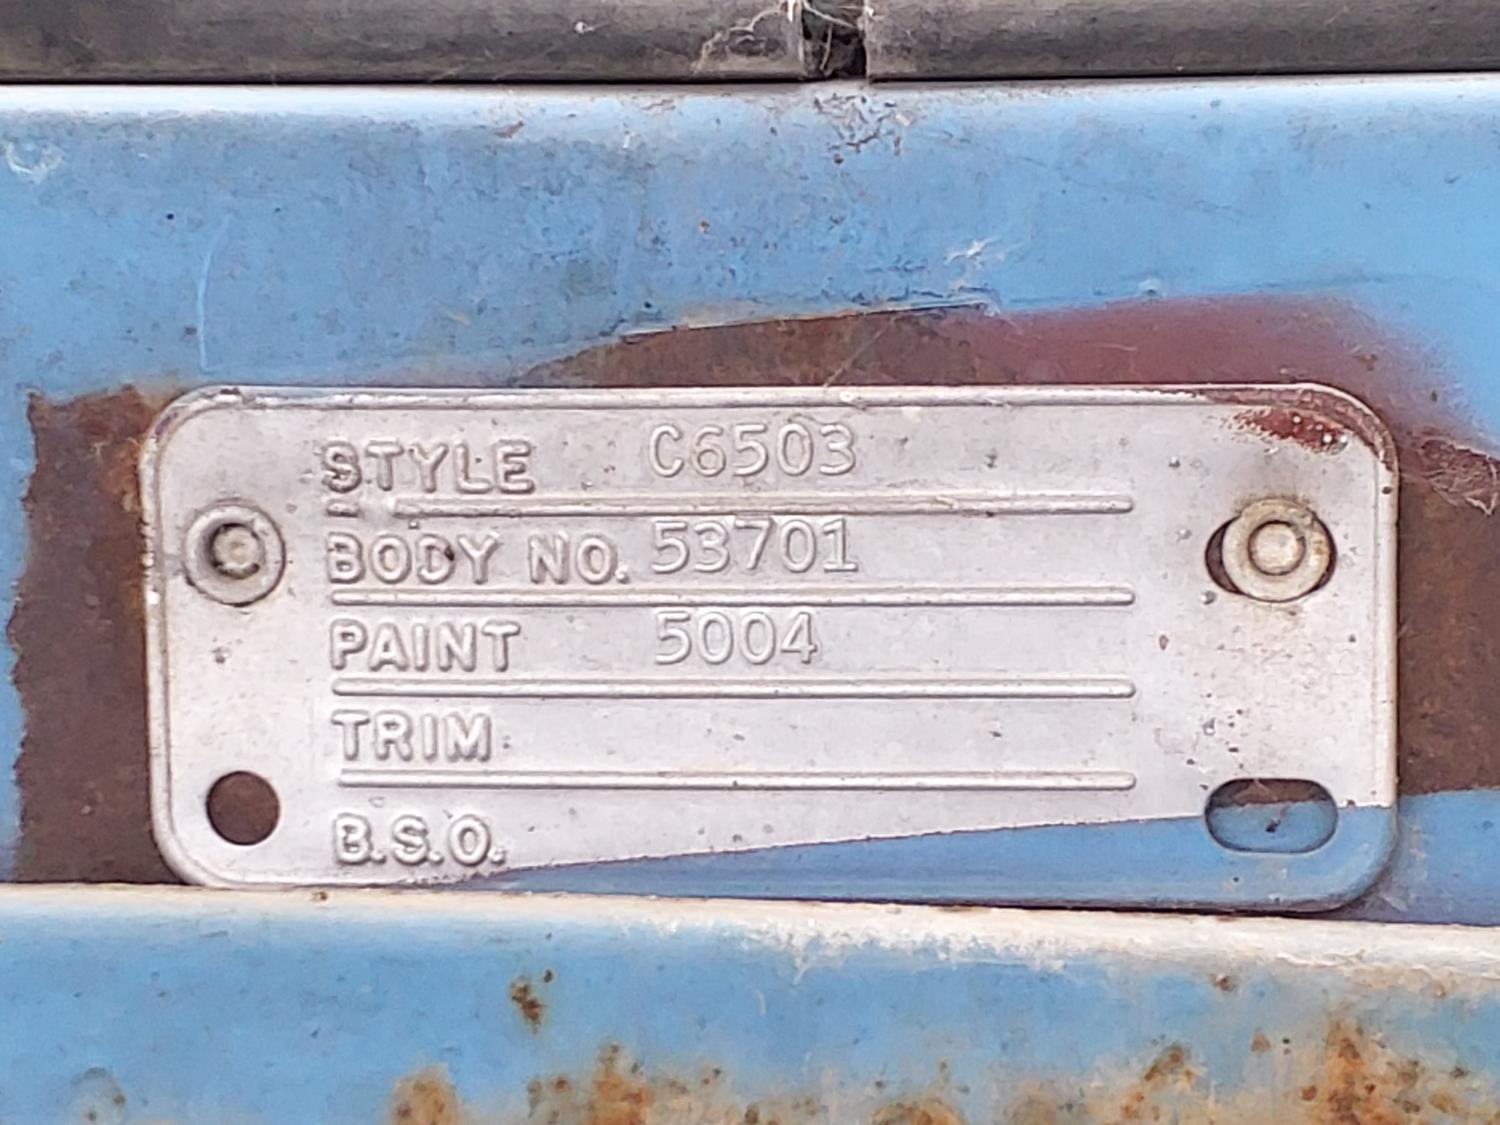 STYLE C6503
BODY NO. 53701
PAINT 5004
TRIM
B.S.O.